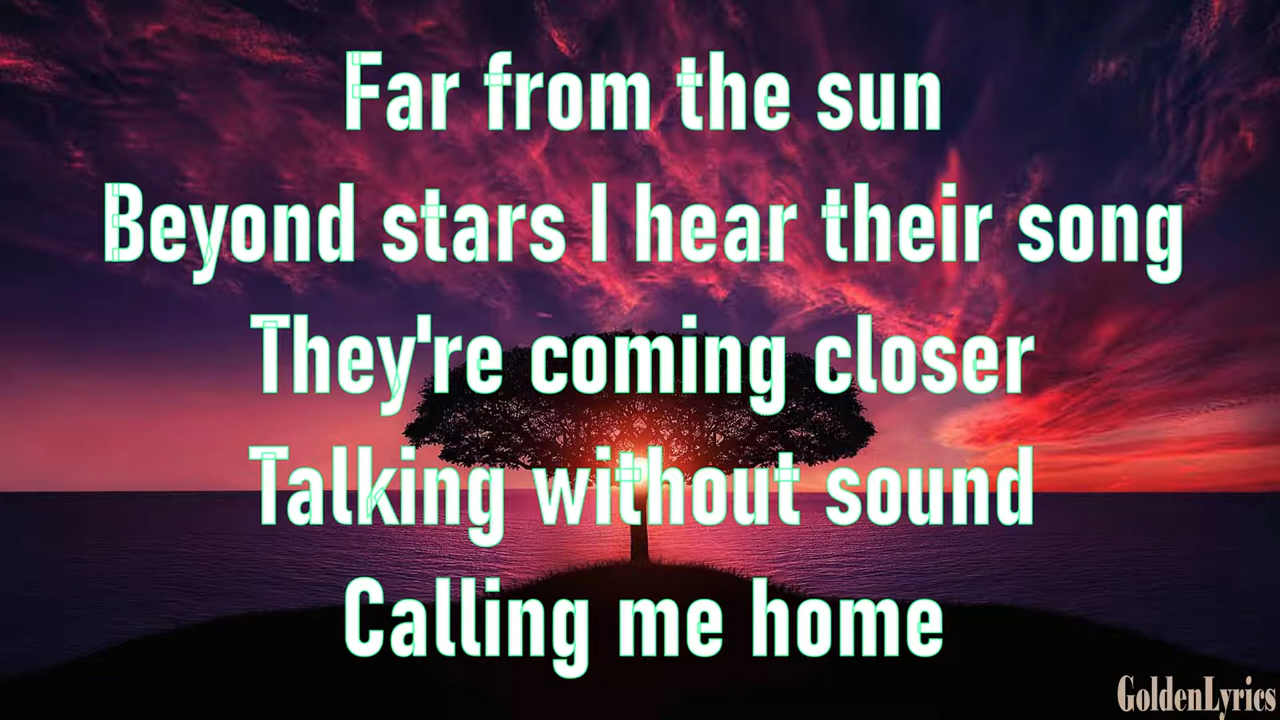 Far from the sun
Beyond stars I hear their song
They're coming closer
Talking without sound
Calling me home
GoldenLyrics